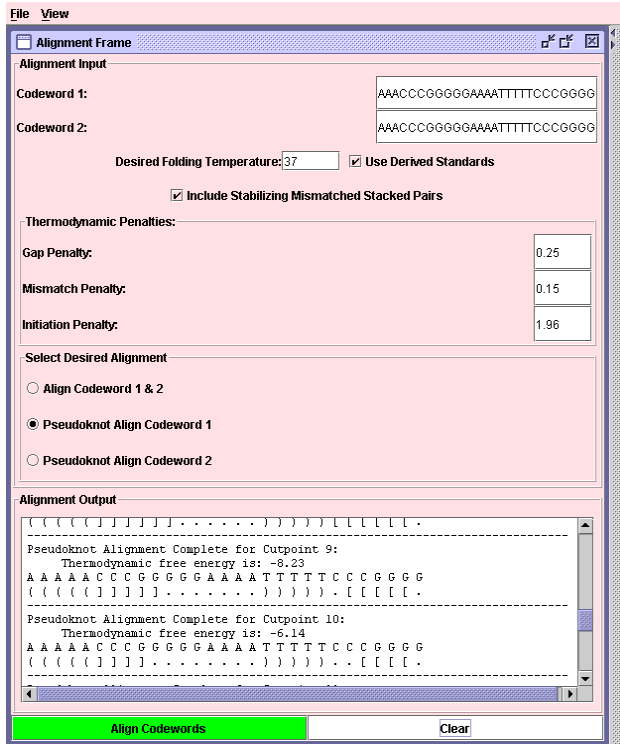 File View
Alignment Frame
Alignment Input
Codeword 1:
AAACCCGGGGGAAAATTTTTCCCGGGG
Codeword 2:
AAACCCGGGGGAAAATTTTTCCCGGGG
Desired Folding Temperature: 37 Use Derived Standards
Include Stabilizing Mismatched Stacked Pairs
Thermodynamic Penalties:
Gap Penalty: 0.25
Mismatch Penalty: 0.15
Initiation Penalty: 1.96
Select Desired Alignment
Align Codeword 1 & 2
Pseudoknot Align Codeword 1
Pseudoknot Align Codeword 2
Alignment Output
( ( ( ( ( ] ] ] ] ] ] . . . . . . ) ) ) ) ) [ [ [ [ [ [ .
Pseudoknot Alignment Complete for Cutpoint 9:
Thermodynamic free energy is: -8.23
A A A A A C C C G G G G G A A A A T T T T T C C C G G G G
( ( ( ( ( ] ] ] ] ] . . . . . . . ) ) ) ) ) . [ [ [ [ [ .
Pseudoknot Alignment Complete for Cutpoint 10:
Thermodynamic free energy is: -6.14
A A A A A C C C G G G G G A A A A T T T T T C C C G G G G
( ( ( ( ( ] ] ] ] . . . . . . . . ) ) ) ) ) . . [ [ [ [ .
Align Codewords Clear